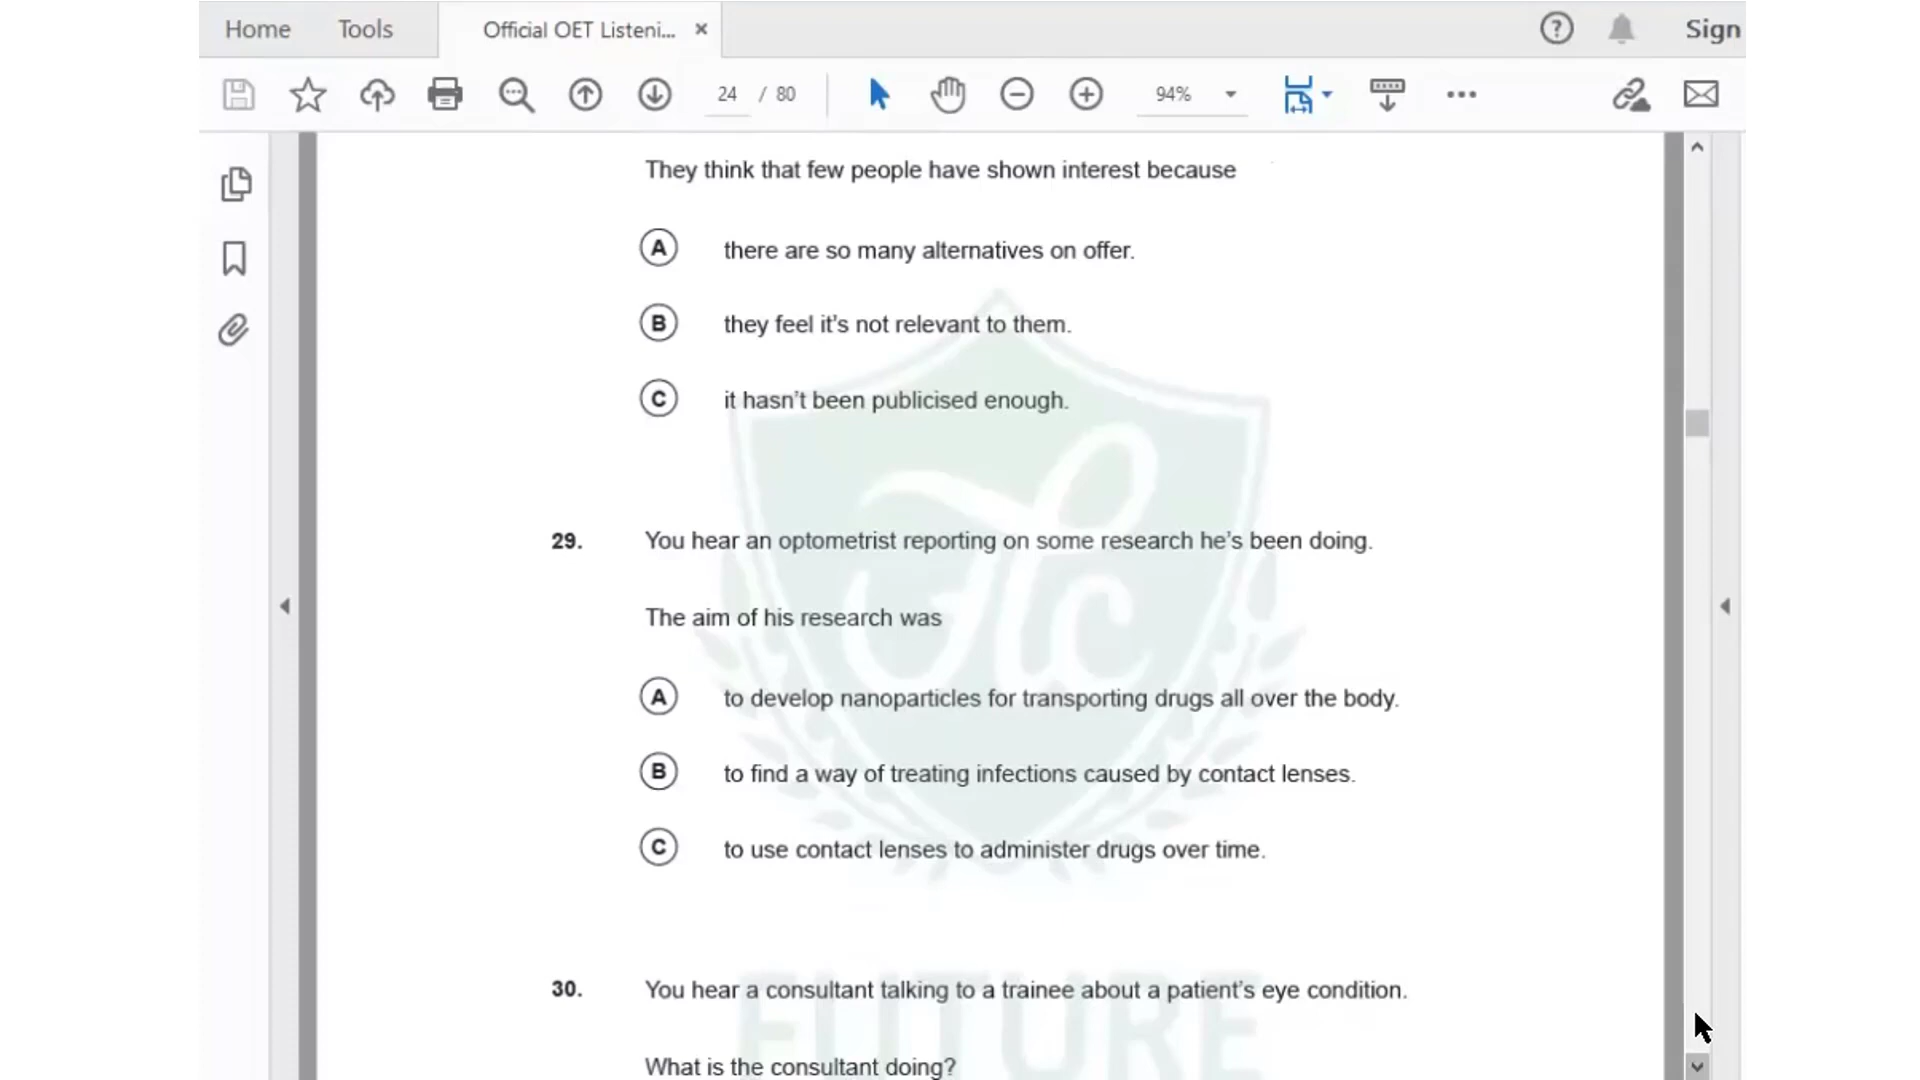 Home Tools Official OET Listeni... × Sign
24 / 80 94%
They think that few people have shown interest because
A there are so many alternatives on offer.
B they feel it's not relevant to them.
C it hasn't been publicised enough.
29. You hear an optometrist reporting on some research he's been doing.
The aim of his research was
A to develop nanoparticles for transporting drugs all over the body.
B to find a way of treating infections caused by contact lenses.
C to use contact lenses to administer drugs over time.
30. You hear a consultant talking to a trainee about a patient's eye condition.
FUTURE
What is the consultant doing?